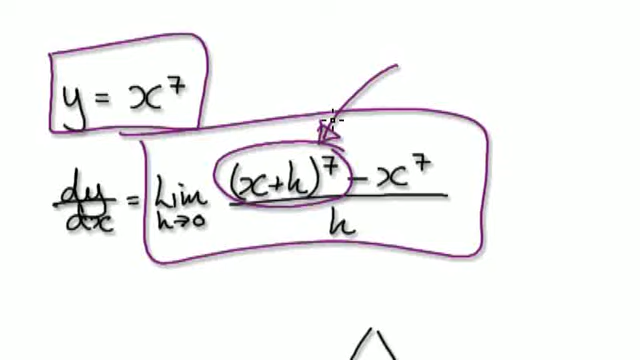 y = x⁷
dy/dx = Lim h→0 (x+h)⁷ - x⁷ / h